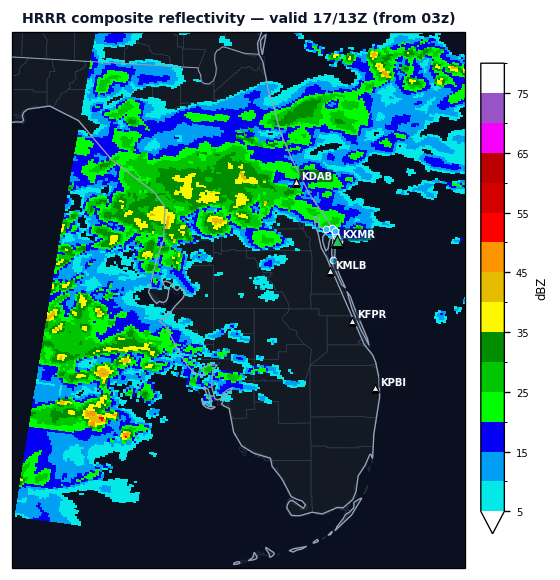 HRRR composite reflectivity — valid 17/13Z (from 03z)
KDAB
KXMR
KMLB
KFPR
KPBI
75
65
55
45
35
25
15
5
dBZ